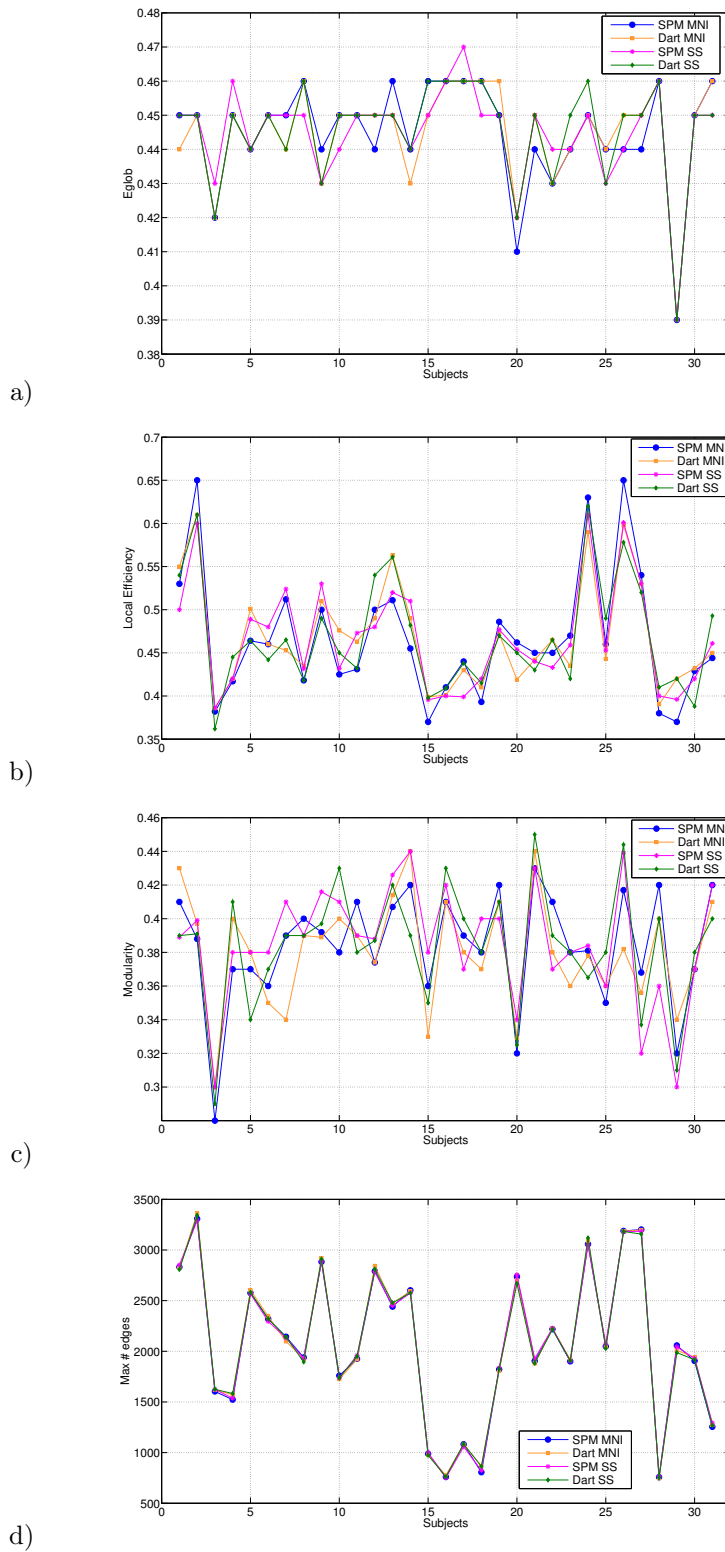 0.48
0.47
0.46
0.45
0.44
0.43
0.42
0.41
0.4
0.39
0.38
Eglob
0 5 10 15 20 25 30
Subjects
SPM MNI
Dart MNI
SPM SS
Dart SS
a)
0.7
0.65
0.6
0.55
0.5
0.45
0.4
0.35
Local Efficiency
0 5 10 15 20 25 30
Subjects
SPM MN
Dart MNI
SPM SS
Dart SS
b)
0.46
0.44
0.42
0.4
0.38
0.36
0.34
0.32
0.3
Modularity
0 5 10 15 20 25 30
Subjects
SPM MN
Dart MNI
SPM SS
Dart SS
c)
3500
3000
2500
2000
1500
1000
500
Max # edges
0 5 10 15 20 25 30
Subjects
SPM MNI
Dart MNI
SPM SS
Dart SS
d)